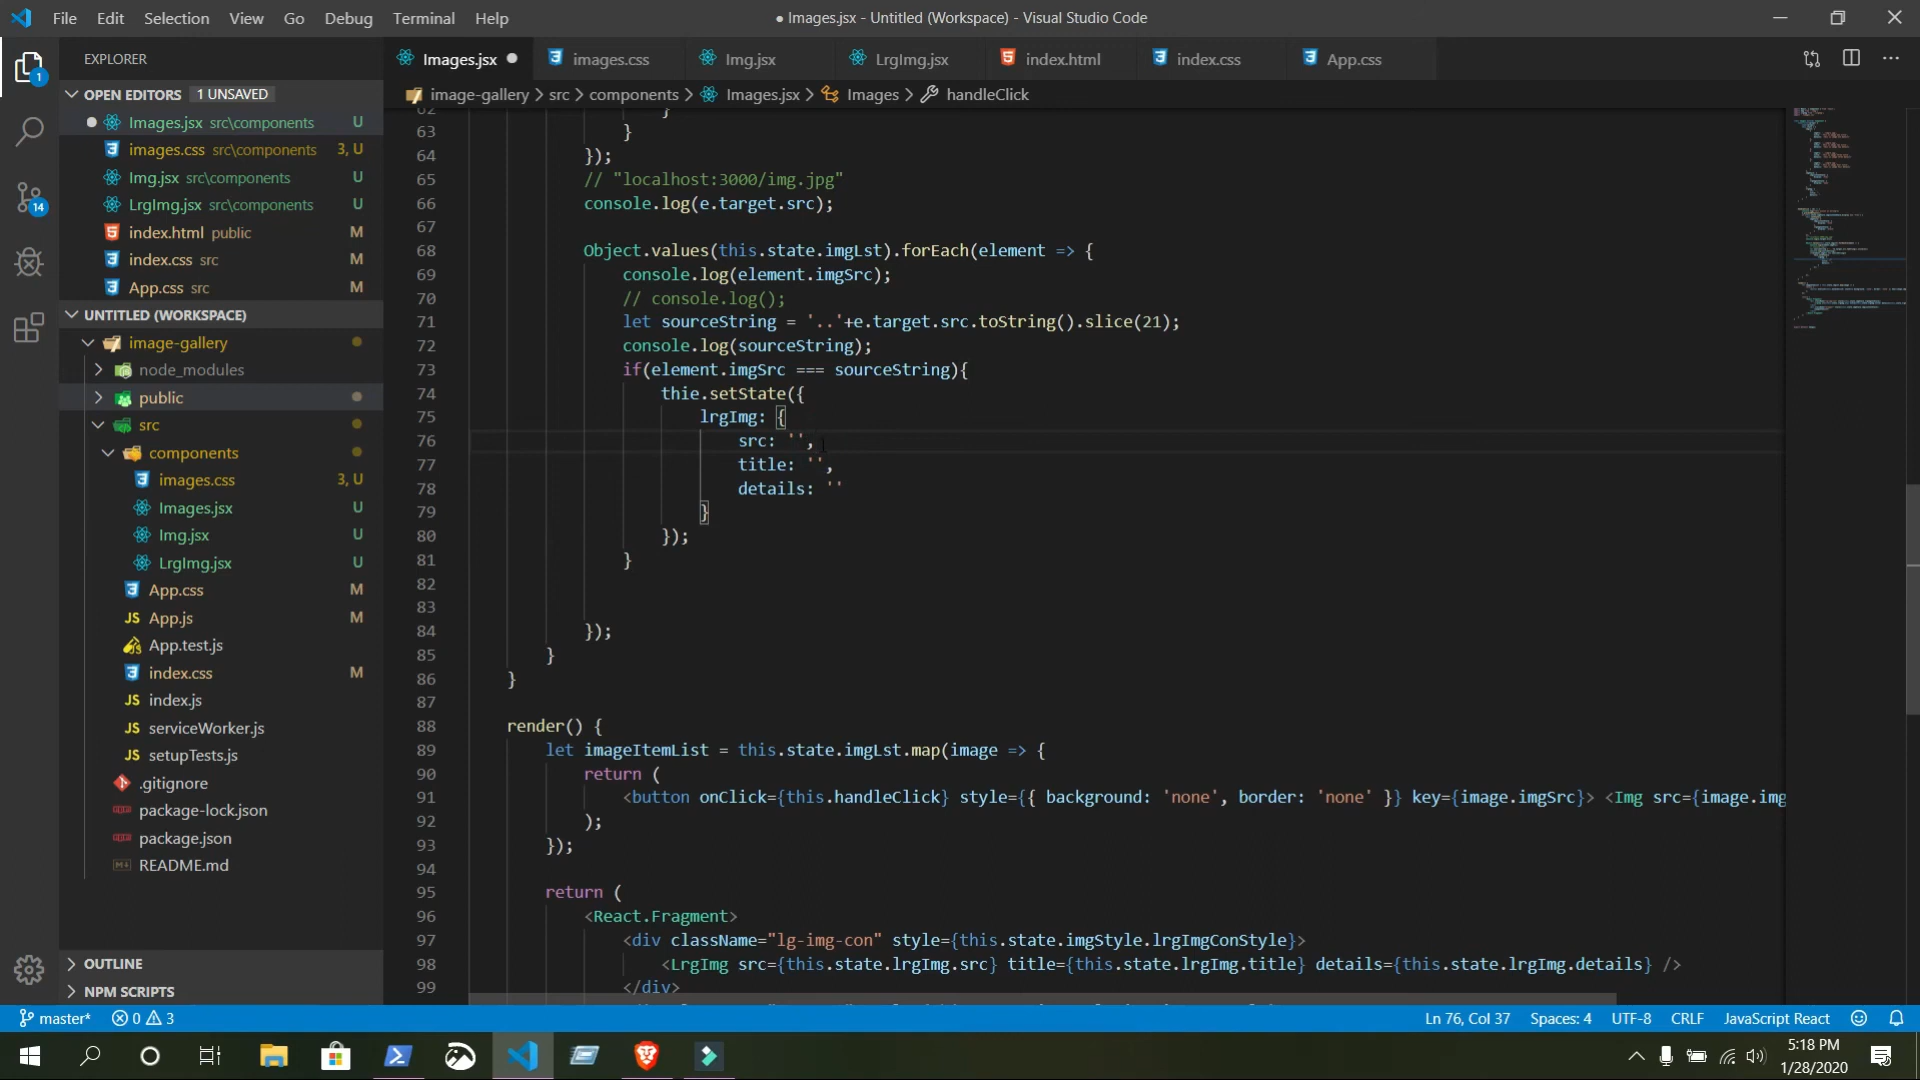 File Edit Selection View Go Debug Terminal Help
● Images.jsx - Untitled (Workspace) - Visual Studio Code
EXPLORER
OPEN EDITORS 1 UNSAVED
Images.jsx src\components U
images.css src\components 3, U
Img.jsx src\components U
LrgImg.jsx src\components U
index.html public M
index.css src M
App.css src M
UNTITLED (WORKSPACE)
image-gallery
node_modules
public
src
components
images.css 3, U
Images.jsx U
Img.jsx U
LrgImg.jsx U
App.css M
App.js M
App.test.js
index.css M
index.js
serviceWorker.js
setupTests.js
.gitignore
package-lock.json
package.json
README.md
OUTLINE
NPM SCRIPTS
1
14
Images.jsx images.css Img.jsx LrgImg.jsx index.html index.css App.css
image-gallery > src > components > Images.jsx > Images > handleClick
62 }
63 }
64 });
65 // "localhost:3000/img.jpg"
66 console.log(e.target.src);
67
68 Object.values(this.state.imgLst).forEach(element => {
69 console.log(element.imgSrc);
70 // console.log();
71 let sourceString = '..'+e.target.src.toString().slice(21);
72 console.log(sourceString);
73 if(element.imgSrc === sourceString){
74 thie.setState({
75 lrgImg: {
76 src: '',
77 title: '',
78 details: ''
79 }
80 });
81 }
82
83
84 });
85 }
86 }
87
88 render() {
89 let imageItemList = this.state.imgLst.map(image => {
90 return (
91 <button onClick={this.handleClick} style={{ background: 'none', border: 'none' }} key={image.imgSrc}> <Img src={image.img
92 );
93 });
94
95 return (
96 <React.Fragment>
97 <div className="lg-img-con" style={this.state.imgStyle.lrgImgConStyle}>
98 <LrgImg src={this.state.lrgImg.src} title={this.state.lrgImg.title} details={this.state.lrgImg.details} />
99 </div>
master* 0 3
Ln 76, Col 37 Spaces: 4 UTF-8 CRLF JavaScript React
5:18 PM
1/28/2020